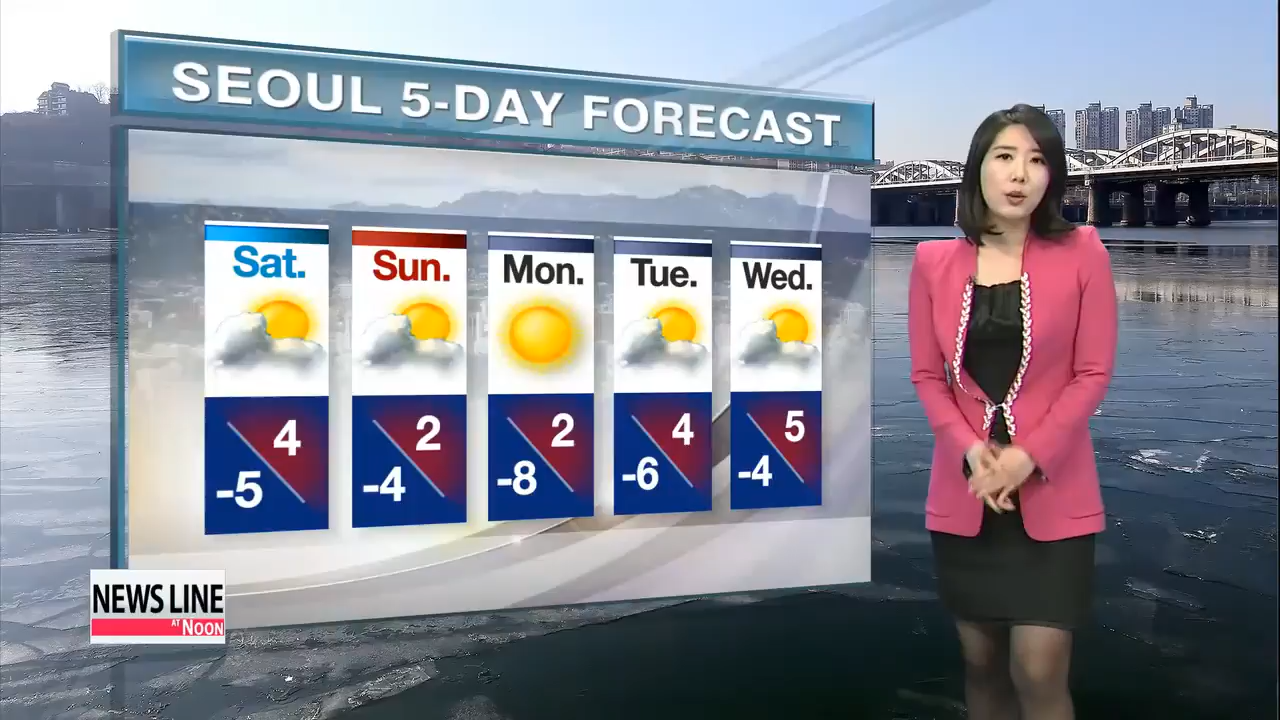 SEOUL 5-DAY FORECAST
Sat. Sun. Mon. Tue. Wed.
4 2 2 4 5
-5 -4 -8 -6 -4
NEWS LINE
AT NOON